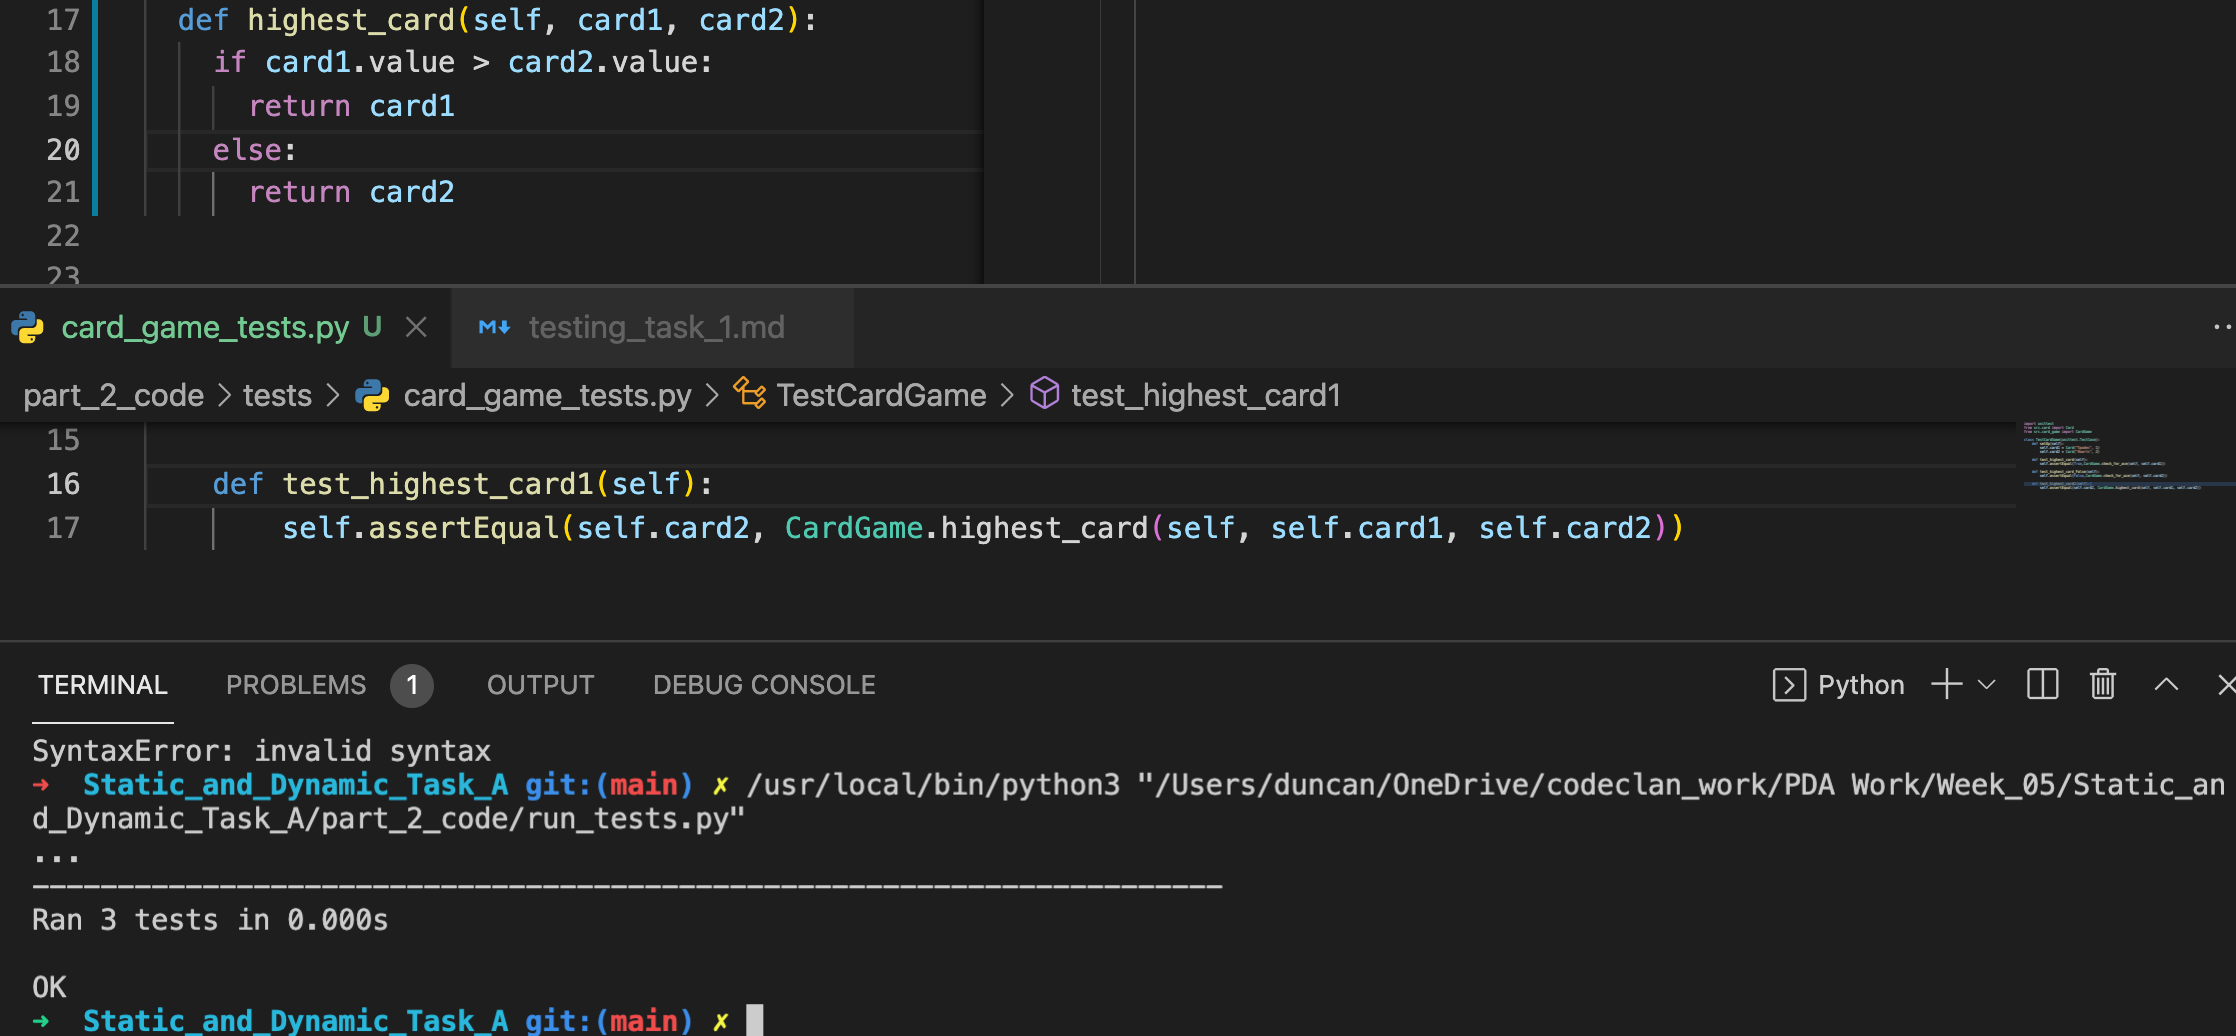 17 def highest_card(self, card1, card2):
18 if card1.value > card2.value:
19 return card1
20 else:
21 return card2
22
23
card_game_tests.py U
testing_task_1.md
part_2_code > tests > card_game_tests.py > TestCardGame > test_highest_card1
15
16 def test_highest_card1(self):
17 self.assertEqual(self.card2, CardGame.highest_card(self, self.card1, self.card2))
TERMINAL PROBLEMS 1 OUTPUT DEBUG CONSOLE Python
SyntaxError: invalid syntax
➜ Static_and_Dynamic_Task_A git:(main) ✗ /usr/local/bin/python3 "/Users/duncan/OneDrive/codeclan_work/PDA Work/Week_05/Static_an
d_Dynamic_Task_A/part_2_code/run_tests.py"
...
----------------------------------------------------------------------
Ran 3 tests in 0.000s
OK
➜ Static_and_Dynamic_Task_A git:(main) ✗